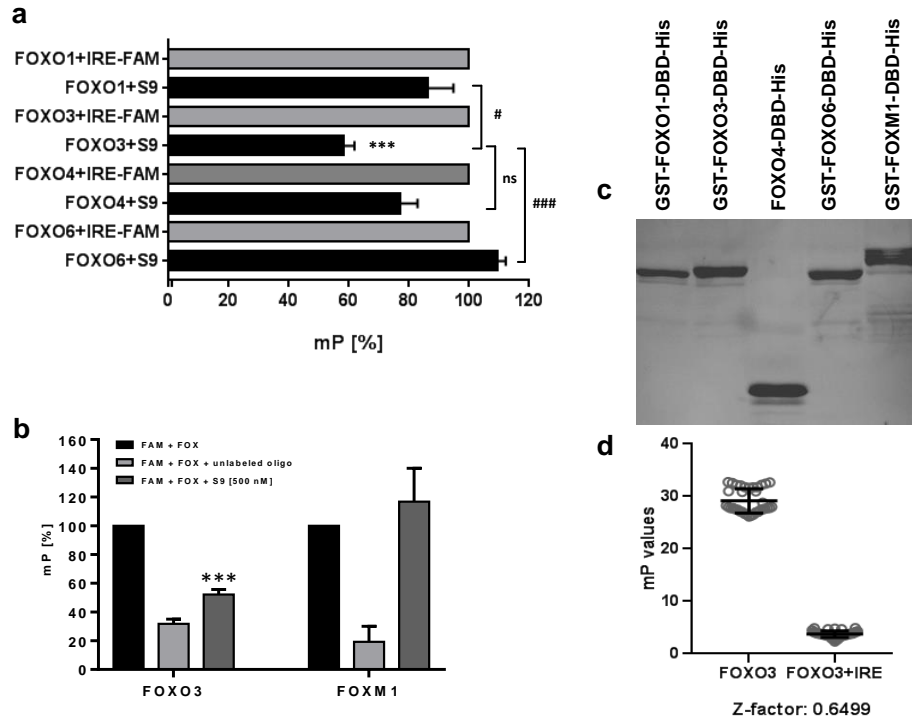 a
FOXO1+IRE-FAM
FOXO1+S9
FOXO3+IRE-FAM
FOXO3+S9
FOXO4+IRE-FAM
FOXO4+S9
FOXO6+IRE-FAM
FOXO6+S9
***
#
ns
###
0 20 40 60 80 100 120
mP [%]
b
160
140
120
100
80
60
40
20
0
mP [%]
FAM + FOX
FAM + FOX + unlabeled oligo
FAM + FOX + S9 [500 nM]
***
FOXO3 FOXM1
c
GST-FOXO1-DBD-His
GST-FOXO3-DBD-His
FOXO4-DBD-His
GST-FOXO6-DBD-His
GST-FOXM1-DBD-His
d
40
30
20
10
0
mP values
FOXO3 FOXO3+IRE
Z-factor: 0.6499